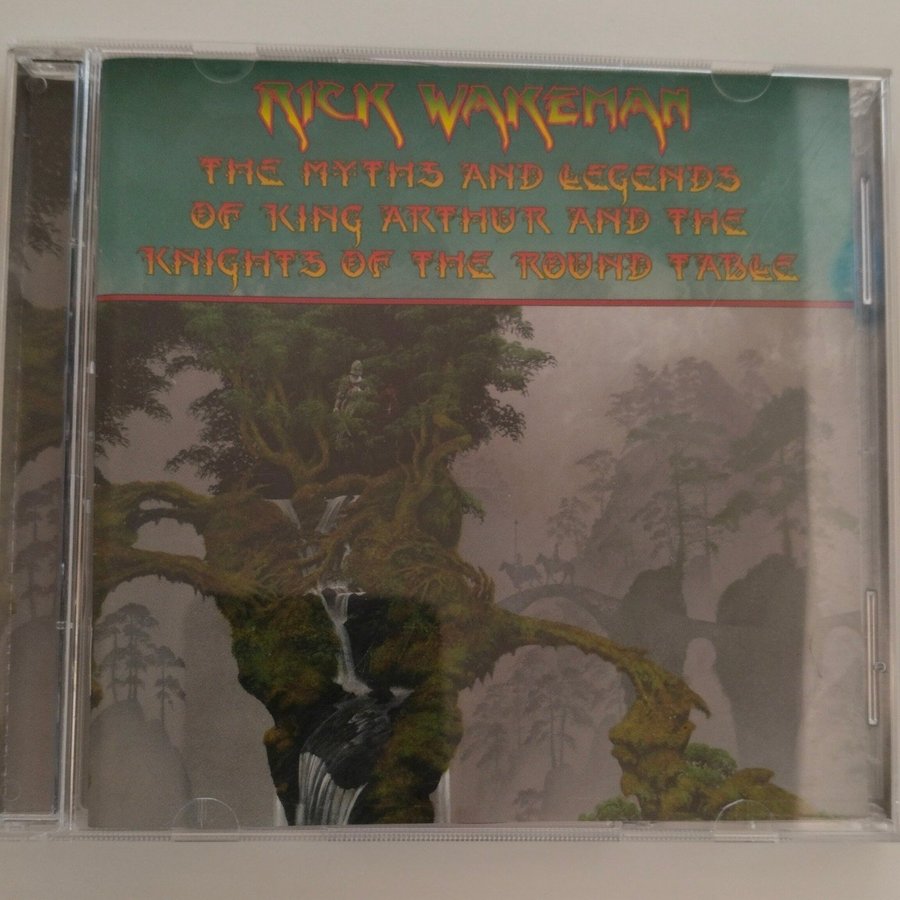 RICK WAKEMAN
THE MYTHS AND LEGENDS
OF KING ARTHUR AND THE
KNIGHTS OF THE ROUND TABLE